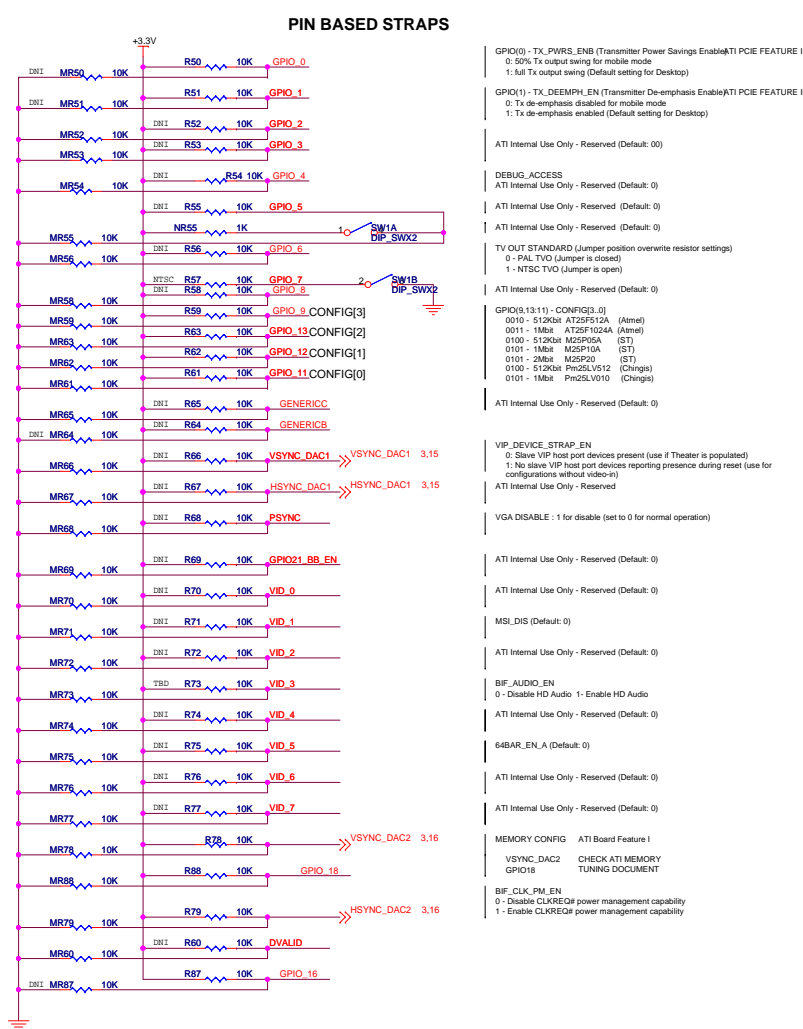 PIN BASED STRAPS
+3.3V
R50 10K GPIO_0
DNI MR50 10K
R51 10K GPIO_1
DNI MR51 10K
DNI R52 10K GPIO_2
MR52 10K
R53 10K GPIO_3
MR53 10K
DNI R54 10K GPIO_4
MR54 10K
DNI R55 10K GPIO_5
NR55 1K 1 SW1A
DIP_SWX2
MR55 10K
DNI R56 10K GPIO_6
MR56 10K
NTSC R57 10K GPIO_7 2 SW1B
DNI R58 10K GPIO_8 DIP_SWX2
MR58 10K
R59 10K GPIO_9 CONFIG[3]
MR59 10K
R63 10K GPIO_13 CONFIG[2]
MR63 10K
R62 10K GPIO_12 CONFIG[1]
MR62 10K
R61 10K GPIO_11 CONFIG[0]
MR61 10K
DNI R65 10K GENERICC
MR65 10K
R64 10K GENERICB
DNI MR64 10K
DNI R66 10K VSYNC_DAC1 VSYNC_DAC1 3,15
MR66 10K
DNI R67 10K HSYNC_DAC1 HSYNC_DAC1 3,15
MR67 10K
DNI R68 10K PSYNC
MR68 10K
DNI R69 10K GPIO21_BB_EN
MR69 10K
DNI R70 10K VID_0
MR70 10K
DNI R71 10K VID_1
MR71 10K
DNI R72 10K VID_2
MR72 10K
TBD R73 10K VID_3
MR73 10K
DNI R74 10K VID_4
MR74 10K
DNI R75 10K VID_5
MR75 10K
DNI R76 10K VID_6
MR76 10K
DNI R77 10K VID_7
MR77 10K
R78 10K VSYNC_DAC2 3,16
MR78 10K
R88 10K GPIO_18
MR88 10K
R79 10K HSYNC_DAC2 3,16
MR79 10K
DNI R60 10K DVALID
MR60 10K
R87 10K GPIO_16
DNI MR87 10K
GPIO(0) - TX_PWRS_ENB (Transmitter Power Savings Enable) ATI PCIE FEATURE I
0: 50% Tx output swing for mobile mode
1: full Tx output swing (Default setting for Desktop)
GPIO(1) - TX_DEEMPH_EN (Transmitter De-emphasis Enable) ATI PCIE FEATURE I
0: Tx de-emphasis disabled for mobile mode
1: Tx de-emphasis enabled (Default setting for Desktop)
ATI Internal Use Only - Reserved (Default: 00)
DEBUG_ACCESS
ATI Internal Use Only - Reserved (Default: 0)
ATI Internal Use Only - Reserved (Default: 0)
ATI Internal Use Only - Reserved (Default: 0)
TV OUT STANDARD (Jumper position overwrite resistor settings)
0 - PAL TVO (Jumper is closed)
1 - NTSC TVO (Jumper is open)
ATI Internal Use Only - Reserved (Default: 0)
GPIO(9,13:11) - CONFIG[3..0]
0010 - 512Kbit AT25F512A (Atmel)
0011 - 1Mbit AT25F1024A (Atmel)
0100 - 512Kbit M25P05A (ST)
0101 - 1Mbit M25P10A (ST)
0101 - 2Mbit M25P20 (ST)
0100 - 512Kbit Pm25LV512 (Chingis)
0101 - 1Mbit Pm25LV010 (Chingis)
ATI Internal Use Only - Reserved (Default: 0)
VIP_DEVICE_STRAP_EN
0: Slave VIP host port devices present (use if Theater is populated)
1: No slave VIP host port devices reporting presence during reset (use for
configurations without video-in)
ATI Internal Use Only - Reserved
VGA DISABLE : 1 for disable (set to 0 for normal operation)
ATI Internal Use Only - Reserved (Default: 0)
ATI Internal Use Only - Reserved (Default: 0)
MSI_DIS (Default: 0)
ATI Internal Use Only - Reserved (Default: 0)
BIF_AUDIO_EN
0 - Disable HD Audio 1- Enable HD Audio
ATI Internal Use Only - Reserved (Default: 0)
64BAR_EN_A (Default: 0)
ATI Internal Use Only - Reserved (Default: 0)
ATI Internal Use Only - Reserved (Default: 0)
MEMORY CONFIG ATI Board Feature I
VSYNC_DAC2 CHECK ATI MEMORY
GPIO18 TUNING DOCUMENT
BIF_CLK_PM_EN
0 - Disable CLKREQ# power management capability
1 - Enable CLKREQ# power management capability